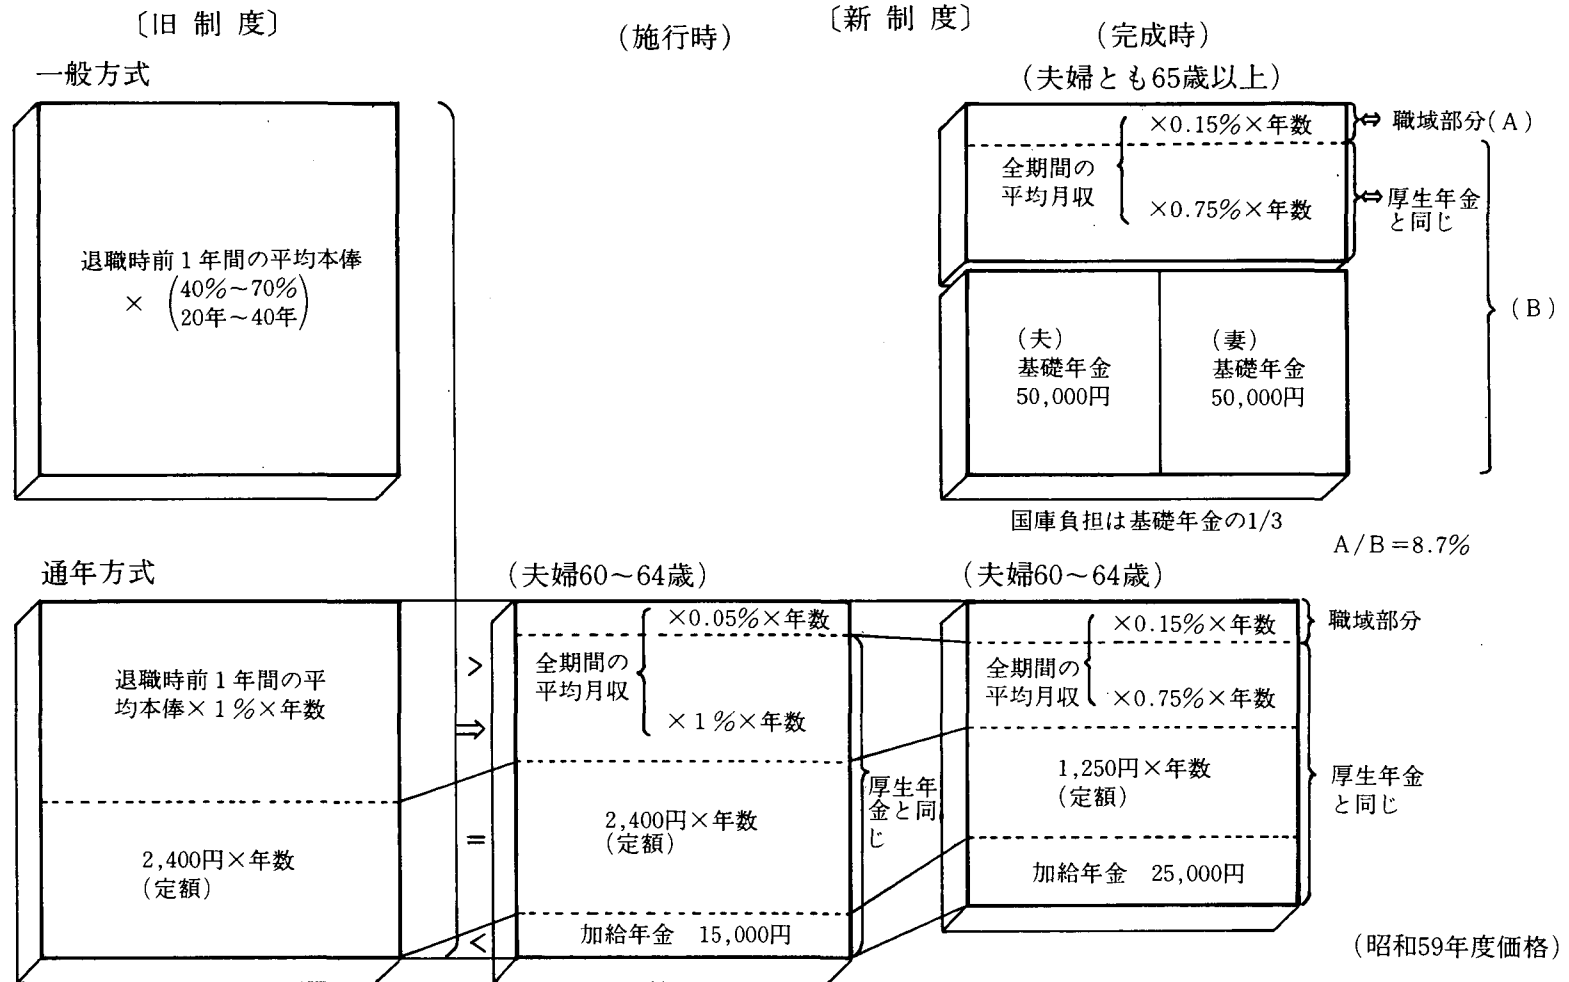 〔旧制度〕
〔新制度〕
(施行時)
(完成時)
一般方式
(夫婦とも65歳以上)
退職時前1年間の平均本俸
× (40%~70%
20年~40年)
×0.15%×年数
全期間の
平均月収
×0.75%×年数
⇔ 職域部分(A)
⇔ 厚生年金
と同じ
(B)
(夫)
基礎年金
50,000円
(妻)
基礎年金
50,000円
国庫負担は基礎年金の1/3
A/B=8.7%
通年方式
(夫婦60~64歳)
(夫婦60~64歳)
退職時前1年間の平
均本俸×1%×年数
2,400円×年数
(定額)
>
⇒
=
<
×0.05%×年数
全期間の
平均月収
×1%×年数
2,400円×年数
(定額)
加給年金 15,000円
厚生年
金と同
じ
×0.15%×年数
全期間の
平均月収
×0.75%×年数
1,250円×年数
(定額)
加給年金 25,000円
職域部分
厚生年金
と同じ
(昭和59年度価格)